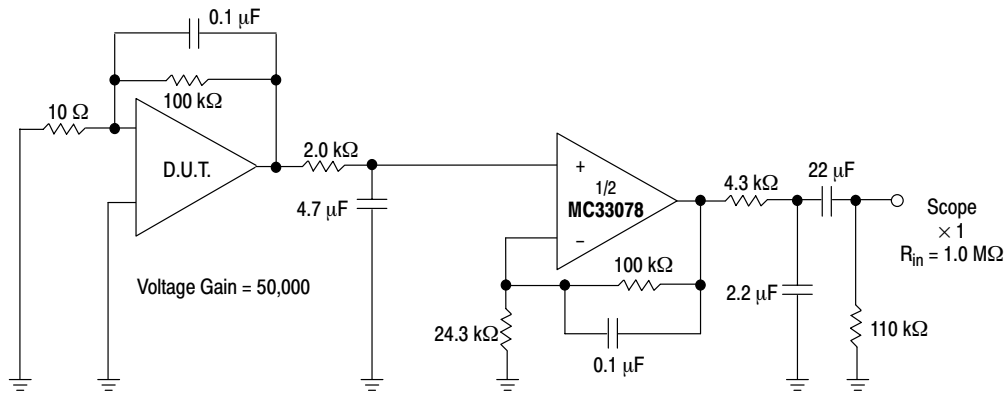 0.1 μF
100 kΩ
10 Ω
D.U.T.
2.0 kΩ
4.7 μF
Voltage Gain = 50,000
+
1/2
MC33078
−
100 kΩ
24.3 kΩ
0.1 μF
4.3 kΩ
22 μF
2.2 μF
110 kΩ
Scope
× 1
Rin = 1.0 MΩ